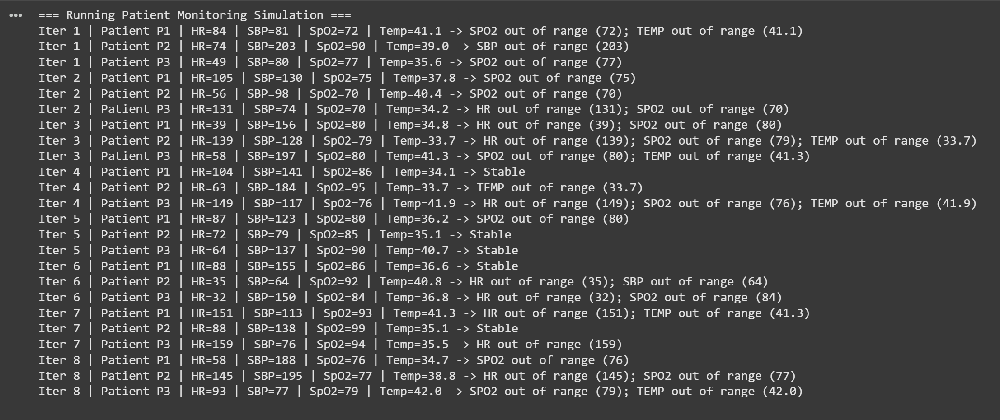 === Running Patient Monitoring Simulation ===
Iter 1 | Patient P1 | HR=84 | SBP=81 | SpO2=72 | Temp=41.1 -> SPO2 out of range (72); TEMP out of range (41.1)
Iter 1 | Patient P2 | HR=74 | SBP=203 | SpO2=90 | Temp=39.0 -> SBP out of range (203)
Iter 1 | Patient P3 | HR=49 | SBP=80 | SpO2=77 | Temp=35.6 -> SPO2 out of range (77)
Iter 2 | Patient P1 | HR=105 | SBP=130 | SpO2=75 | Temp=37.8 -> SPO2 out of range (75)
Iter 2 | Patient P2 | HR=56 | SBP=98 | SpO2=70 | Temp=40.4 -> SPO2 out of range (70)
Iter 2 | Patient P3 | HR=131 | SBP=74 | SpO2=70 | Temp=34.2 -> HR out of range (131); SPO2 out of range (70)
Iter 3 | Patient P1 | HR=39 | SBP=156 | SpO2=80 | Temp=34.8 -> HR out of range (39); SPO2 out of range (80)
Iter 3 | Patient P2 | HR=139 | SBP=128 | SpO2=79 | Temp=33.7 -> HR out of range (139); SPO2 out of range (79); TEMP out of range (33.7)
Iter 3 | Patient P3 | HR=58 | SBP=197 | SpO2=80 | Temp=41.3 -> SPO2 out of range (80); TEMP out of range (41.3)
Iter 4 | Patient P1 | HR=104 | SBP=141 | SpO2=86 | Temp=34.1 -> Stable
Iter 4 | Patient P2 | HR=63 | SBP=184 | SpO2=95 | Temp=33.7 -> TEMP out of range (33.7)
Iter 4 | Patient P3 | HR=149 | SBP=117 | SpO2=76 | Temp=41.9 -> HR out of range (149); SPO2 out of range (76); TEMP out of range (41.9)
Iter 5 | Patient P1 | HR=87 | SBP=123 | SpO2=80 | Temp=36.2 -> SPO2 out of range (80)
Iter 5 | Patient P2 | HR=72 | SBP=79 | SpO2=85 | Temp=35.1 -> Stable
Iter 5 | Patient P3 | HR=64 | SBP=137 | SpO2=90 | Temp=40.7 -> Stable
Iter 6 | Patient P1 | HR=88 | SBP=155 | SpO2=86 | Temp=36.6 -> Stable
Iter 6 | Patient P2 | HR=35 | SBP=64 | SpO2=92 | Temp=40.8 -> HR out of range (35); SBP out of range (64)
Iter 6 | Patient P3 | HR=32 | SBP=150 | SpO2=84 | Temp=36.8 -> HR out of range (32); SPO2 out of range (84)
Iter 7 | Patient P1 | HR=151 | SBP=113 | SpO2=93 | Temp=41.3 -> HR out of range (151); TEMP out of range (41.3)
Iter 7 | Patient P2 | HR=88 | SBP=138 | SpO2=99 | Temp=35.1 -> Stable
Iter 7 | Patient P3 | HR=159 | SBP=76 | SpO2=94 | Temp=35.5 -> HR out of range (159)
Iter 8 | Patient P1 | HR=58 | SBP=188 | SpO2=76 | Temp=34.7 -> SPO2 out of range (76)
Iter 8 | Patient P2 | HR=145 | SBP=195 | SpO2=77 | Temp=38.8 -> HR out of range (145); SPO2 out of range (77)
Iter 8 | Patient P3 | HR=93 | SBP=77 | SpO2=79 | Temp=42.0 -> SPO2 out of range (79); TEMP out of range (42.0)